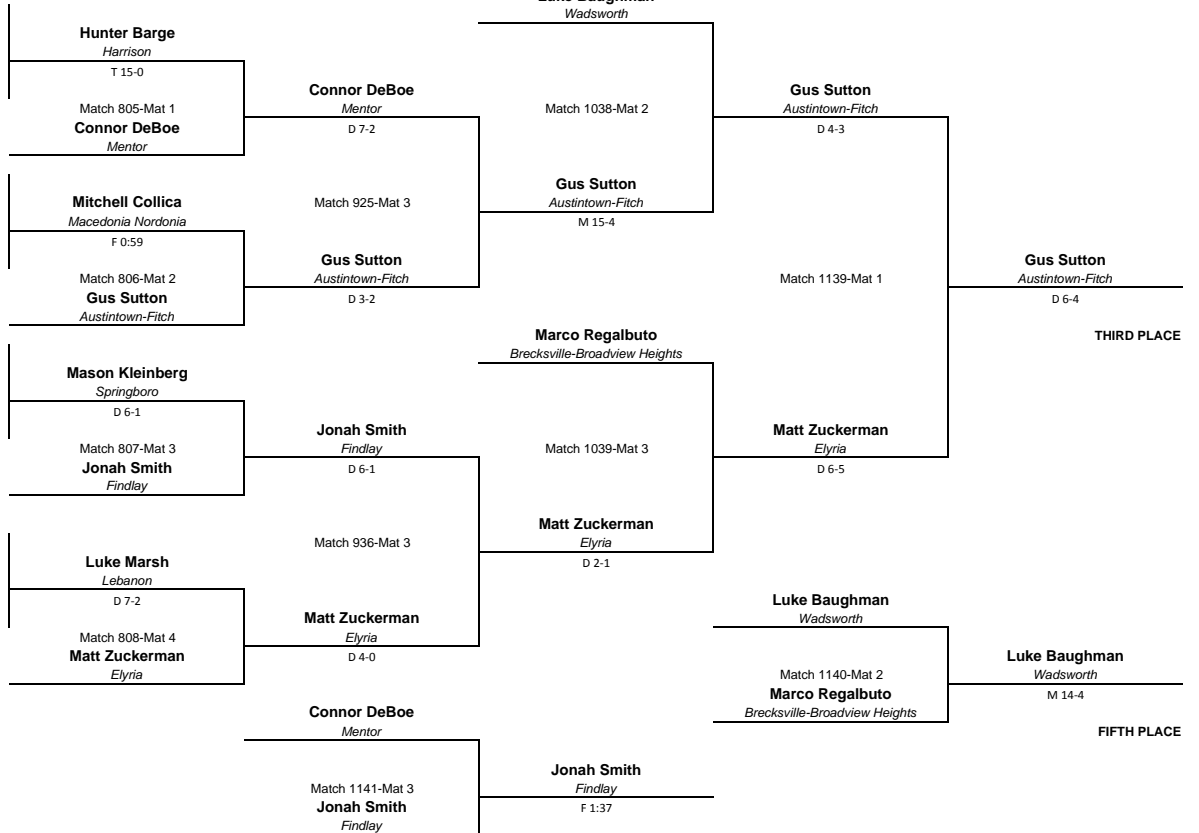 Luke Baughman
Wadsworth
Hunter Barge
Harrison
T 15-0
Match 805-Mat 1
Connor DeBoe
Mentor
Connor DeBoe
Mentor
D 7-2
Match 1038-Mat 2
Gus Sutton
Austintown-Fitch
D 4-3
Mitchell Collica
Macedonia Nordonia
F 0:59
Match 806-Mat 2
Gus Sutton
Austintown-Fitch
Match 925-Mat 3
Gus Sutton
Austintown-Fitch
D 3-2
Gus Sutton
Austintown-Fitch
M 15-4
Match 1139-Mat 1
Gus Sutton
Austintown-Fitch
D 6-4
THIRD PLACE
Marco Regalbuto
Brecksville-Broadview Heights
Mason Kleinberg
Springboro
D 6-1
Match 807-Mat 3
Jonah Smith
Findlay
Jonah Smith
Findlay
D 6-1
Match 1039-Mat 3
Matt Zuckerman
Elyria
D 6-5
Match 936-Mat 3
Matt Zuckerman
Elyria
D 2-1
Luke Marsh
Lebanon
D 7-2
Match 808-Mat 4
Matt Zuckerman
Elyria
Matt Zuckerman
Elyria
D 4-0
Luke Baughman
Wadsworth
Match 1140-Mat 2
Marco Regalbuto
Brecksville-Broadview Heights
Luke Baughman
Wadsworth
M 14-4
FIFTH PLACE
Connor DeBoe
Mentor
Match 1141-Mat 3
Jonah Smith
Findlay
Jonah Smith
Findlay
F 1:37